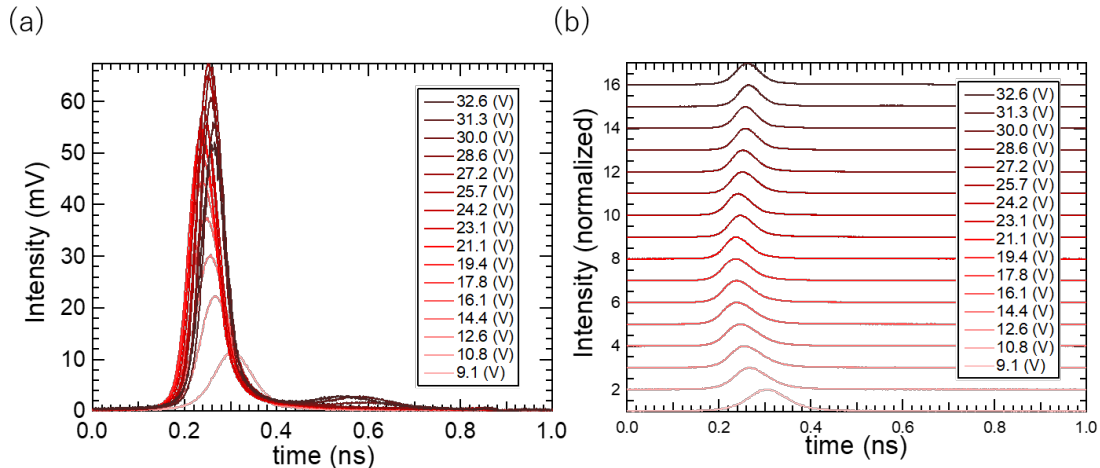 (a)
(b)
Intensity (mV)
60
50
40
30
20
10
0
32.6 (V)
31.3 (V)
30.0 (V)
28.6 (V)
27.2 (V)
25.7 (V)
24.2 (V)
23.1 (V)
21.1 (V)
19.4 (V)
17.8 (V)
16.1 (V)
14.4 (V)
12.6 (V)
10.8 (V)
9.1 (V)
0.0 0.2 0.4 0.6 0.8 1.0
time (ns)
Intensity (normalized)
16
14
12
10
8
6
4
2
32.6 (V)
31.3 (V)
30.0 (V)
28.6 (V)
27.2 (V)
25.7 (V)
24.2 (V)
23.1 (V)
21.1 (V)
19.4 (V)
17.8 (V)
16.1 (V)
14.4 (V)
12.6 (V)
10.8 (V)
9.1 (V)
0.0 0.2 0.4 0.6 0.8 1.0
time (ns)